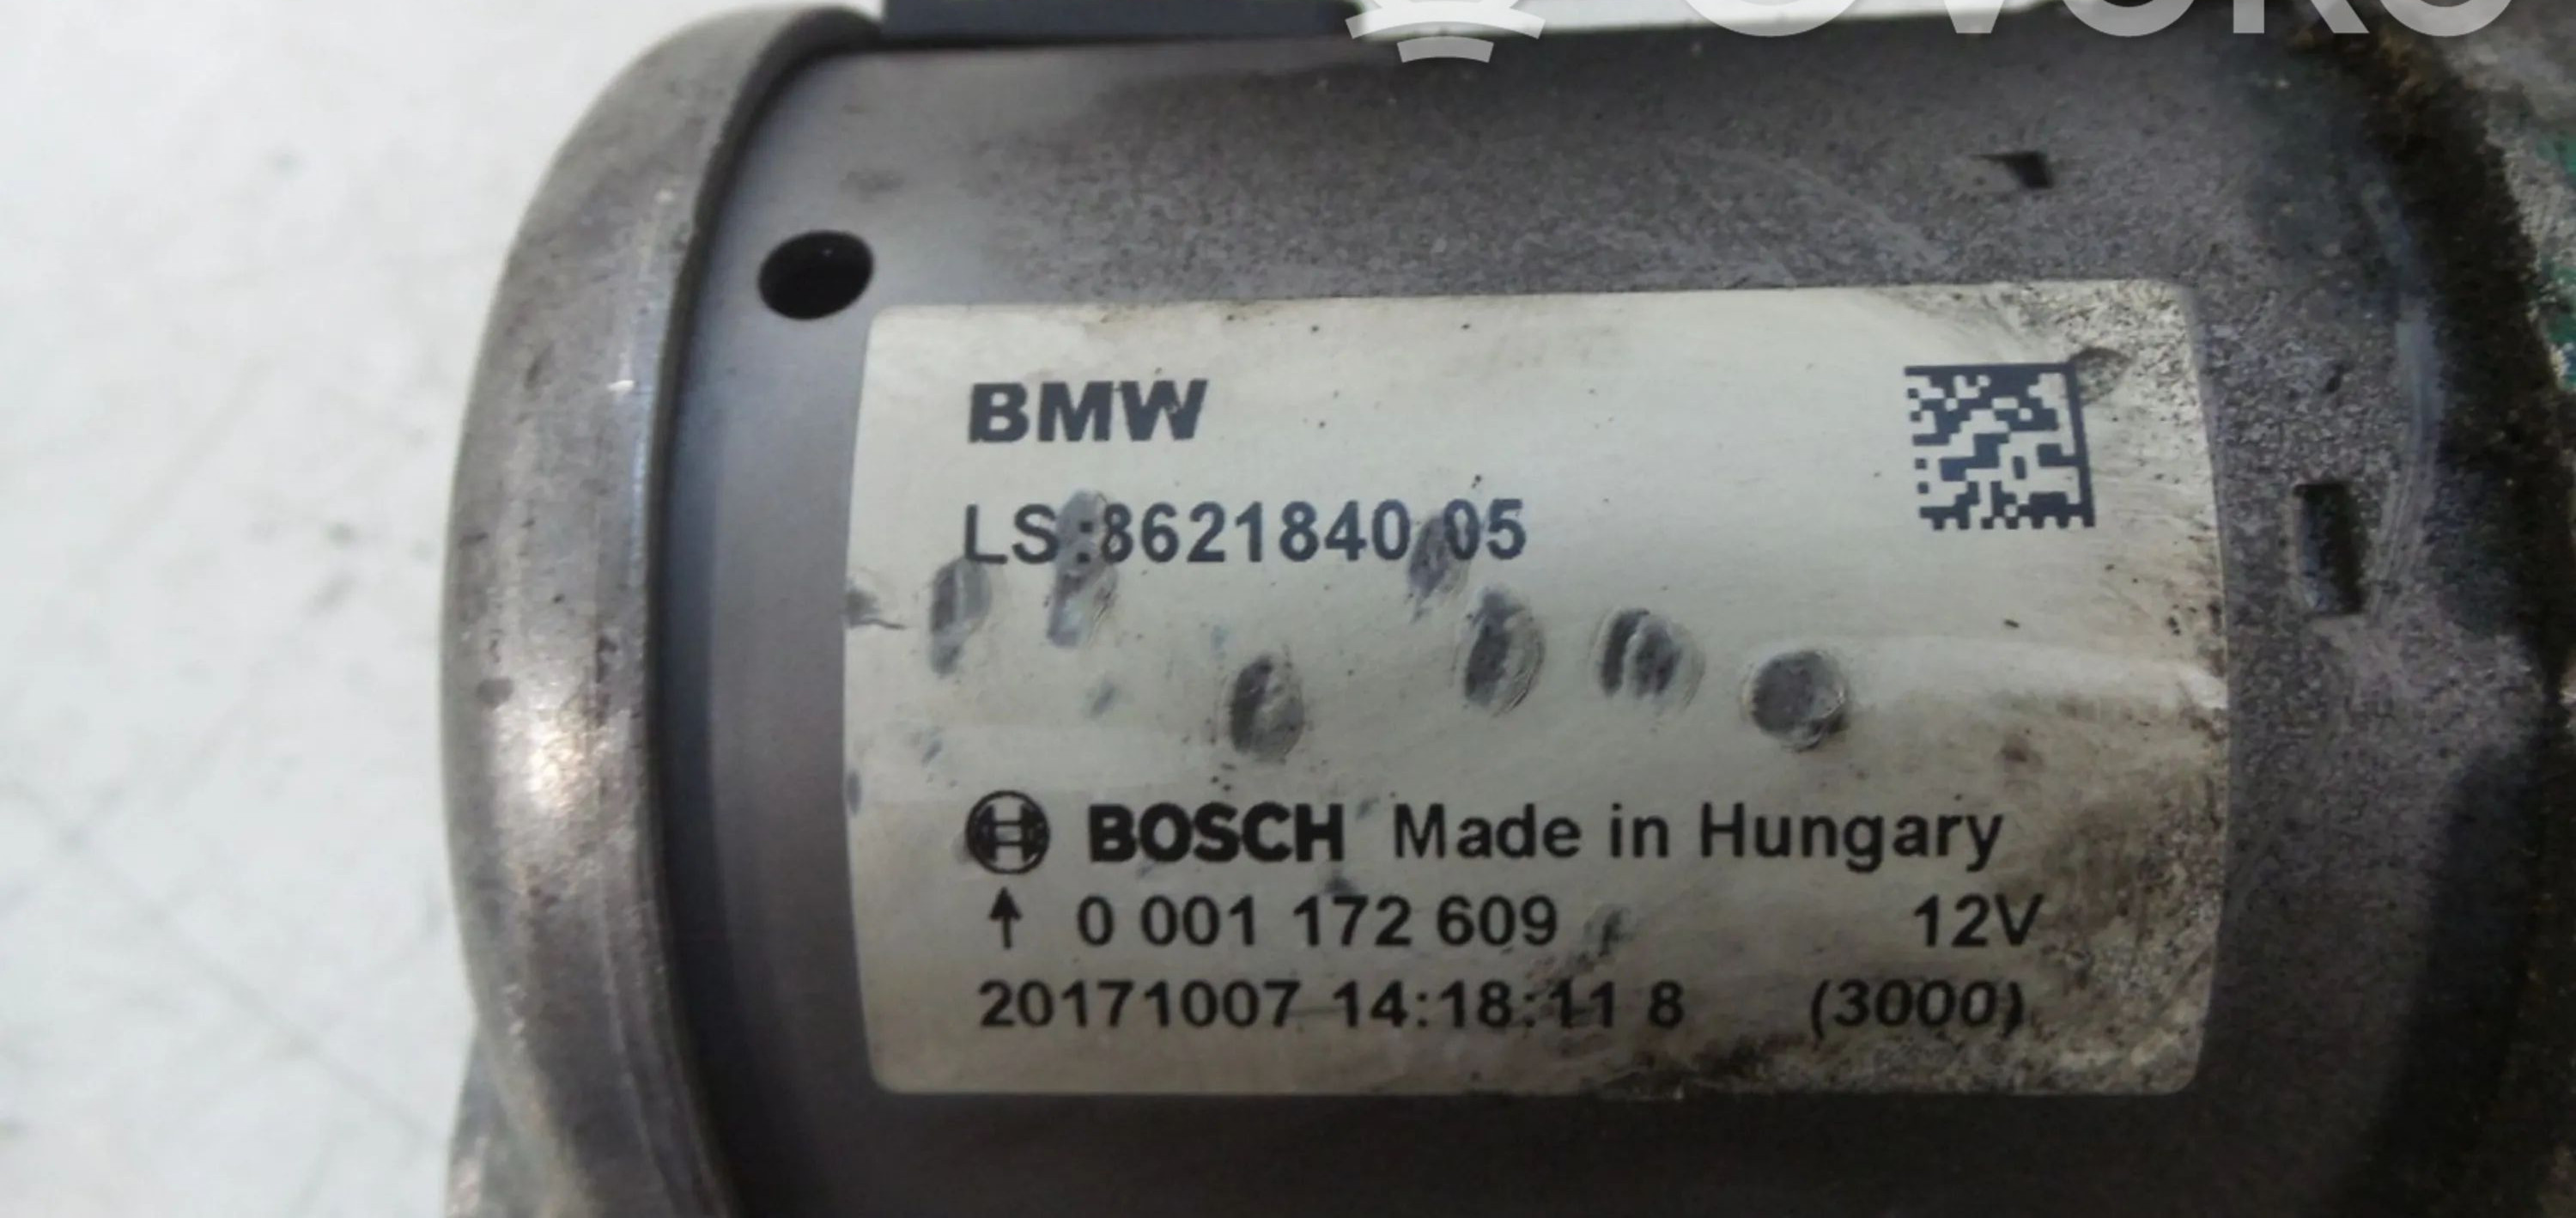 BMW
LS:8621840 05
BOSCH Made in Hungary
↑ 0 001 172 609 12V
20171007 14:18:11 8 (3000)